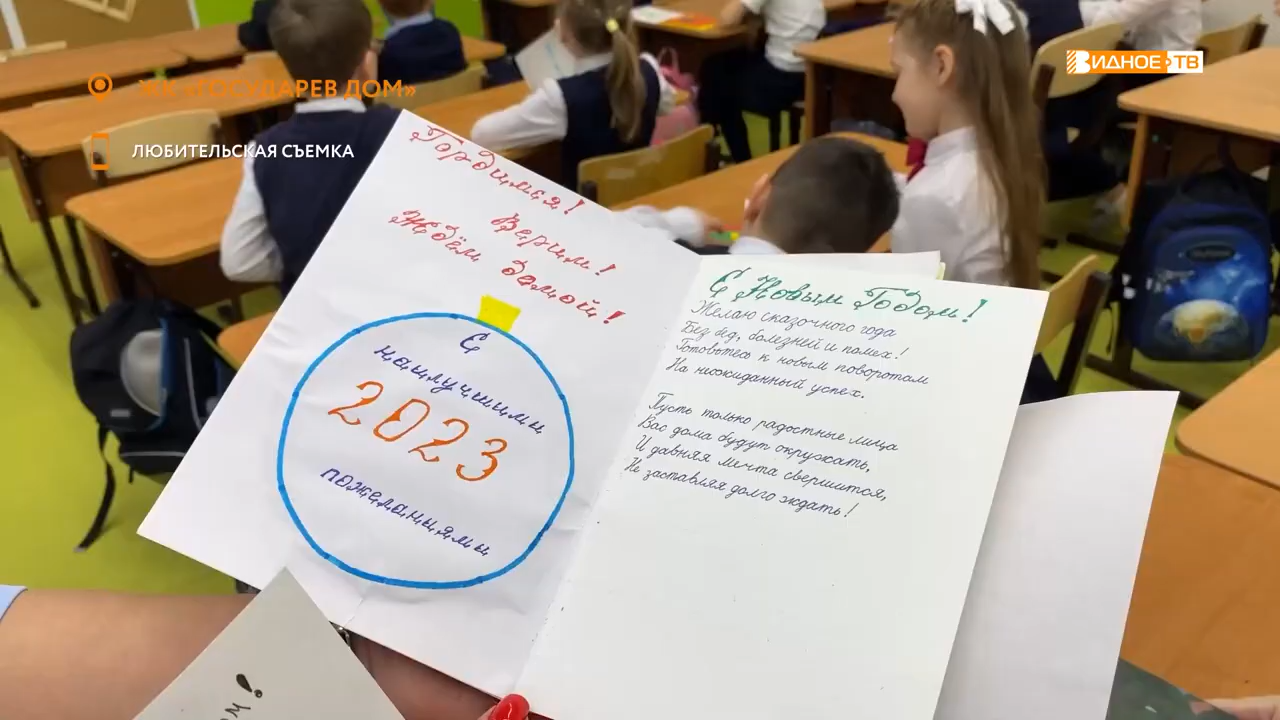 ЖК «ГОСУДАРЕВ ДОМ»
ВИДНОЕ-ТВ
ЛЮБИТЕЛЬСКАЯ СЪЕМКА
Гордимся!
Верим!
Ждём домой!
С
наилучшими
2023
пожеланиями
С Новым Годом!
Желаю сказочного года
Без бед, болезней и помех!
Готовьтесь к новым поворотам
На неожиданный успех.
Пусть только радостные лица
Вас дома будут окружать,
И давняя мечта свершится,
Не заставляя долго ждать!